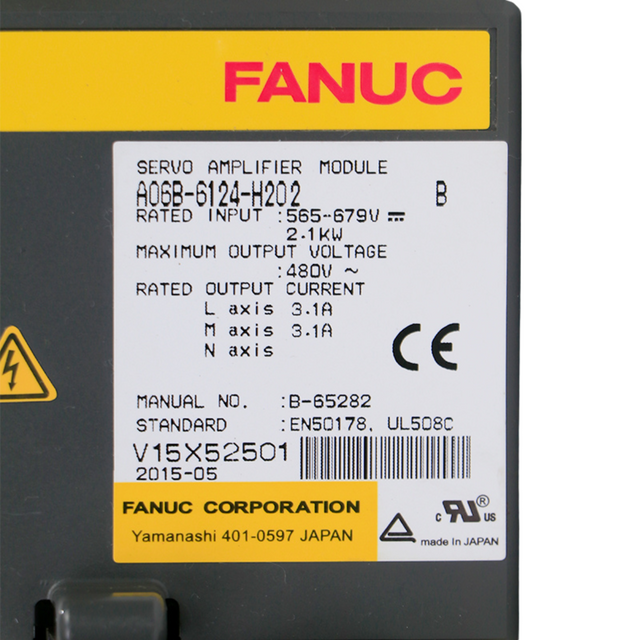 FANUC
SERVO AMPLIFIER MODULE
A06B-6124-H202 B
RATED INPUT :565-679V ⎓
2.1KW
MAXIMUM OUTPUT VOLTAGE
:480V ~
RATED OUTPUT CURRENT
L axis 3.1A
M axis 3.1A
N axis
CE
MANUAL NO. :B-65282
STANDARD :EN50178, UL508C
V15X52501
2015-05
FANUC CORPORATION
Yamanashi 401-0597 JAPAN
c RU ® US
made in JAPAN